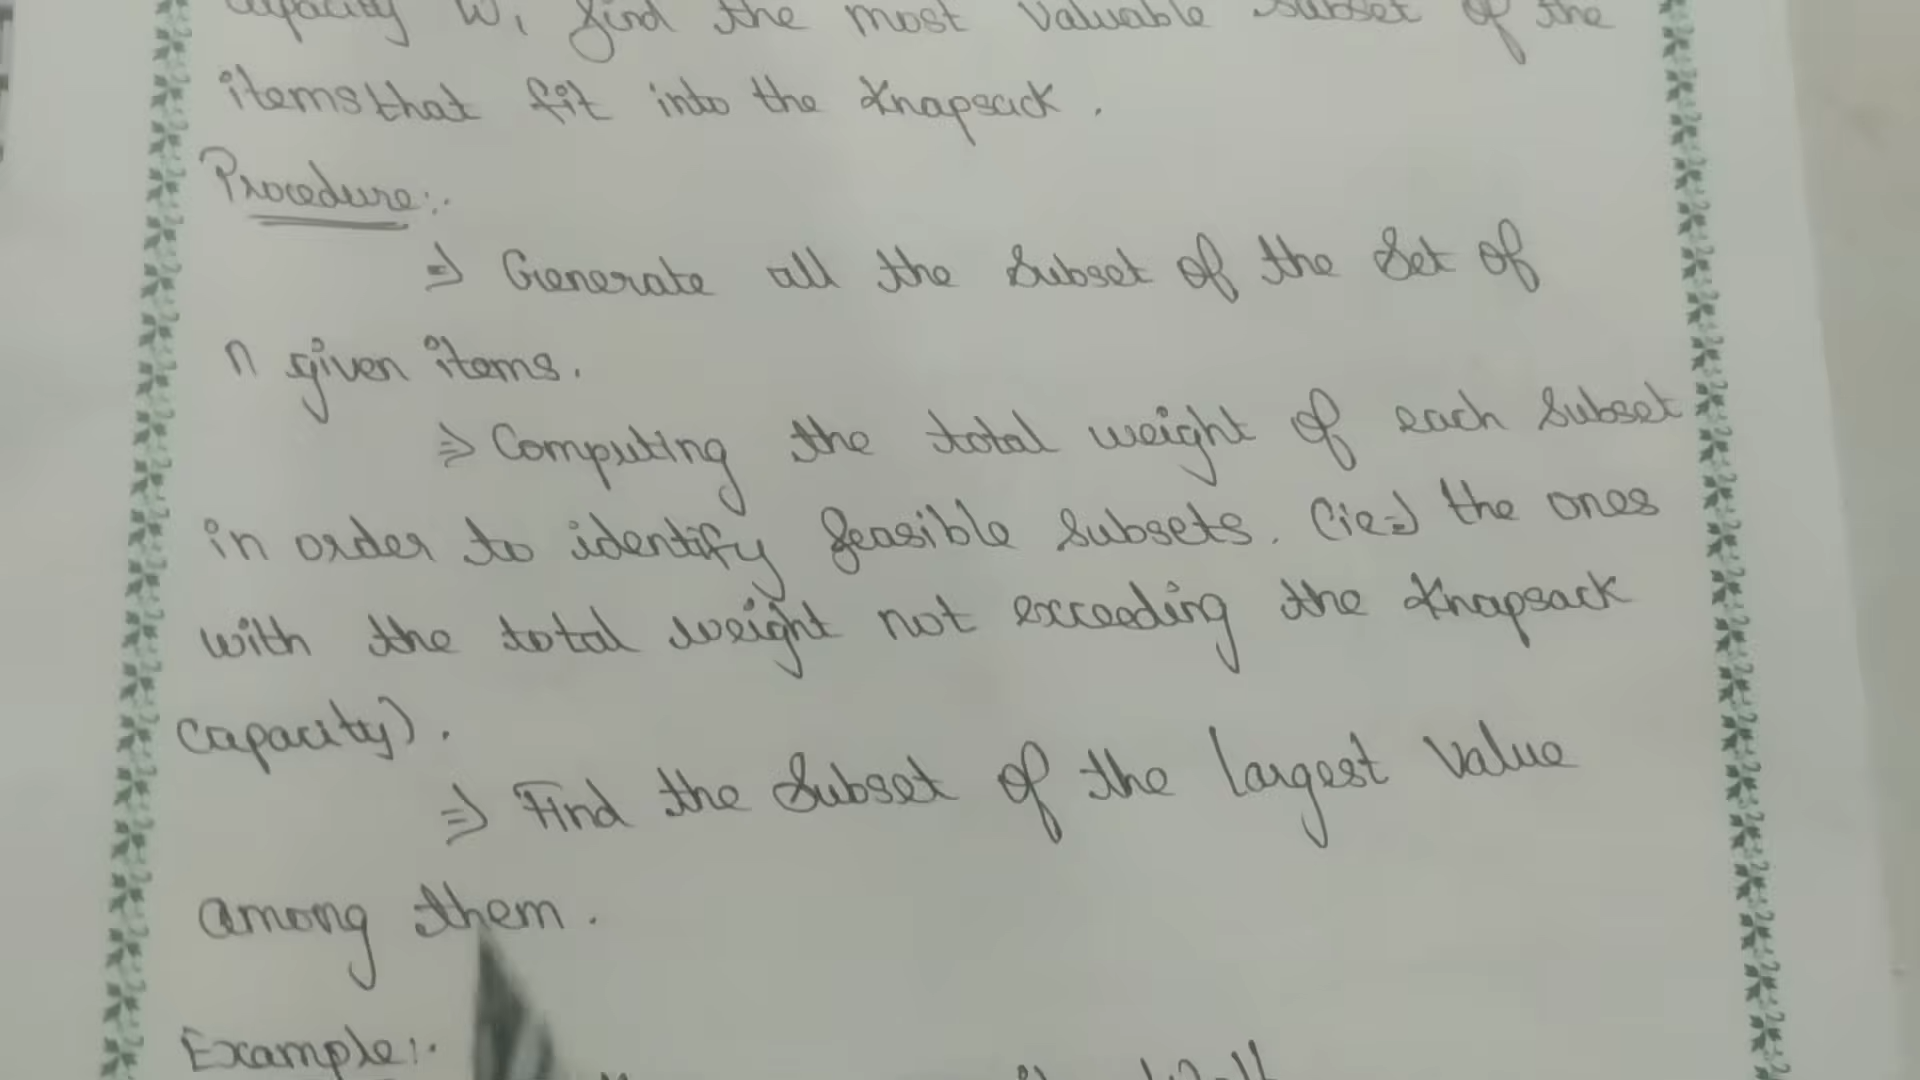 capacity W, find the most valuable subset of the
items that fit into the Knapsack.
Procedure:-
⇒ Generate all the subset of the set of
n given items.
⇒ Computing the total weight of each subset
in order to identify feasible subsets. (ie⇒ the ones
with the total weight not exceeding the Knapsack
capacity).
⇒ Find the subset of the largest value
among them.
Example:-